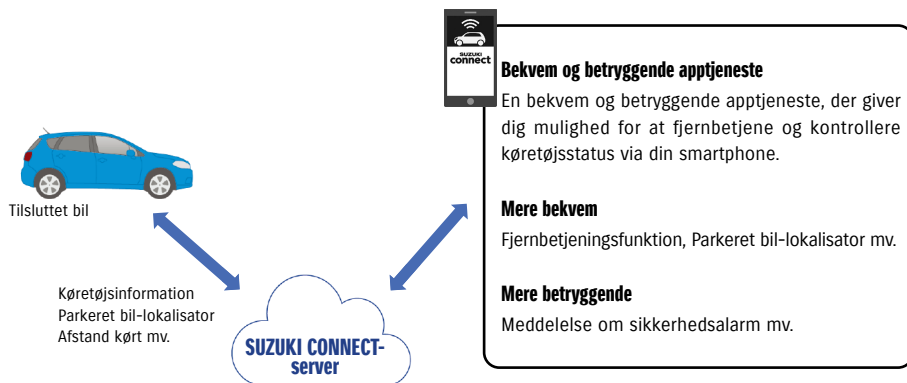 SUZUKI
connect
Bekvem og betryggende apptjeneste
En bekvem og betryggende apptjeneste, der giver
dig mulighed for at fjernbetjene og kontrollere
køretøjsstatus via din smartphone.
Mere bekvem
Fjernbetjeningsfunktion, Parkeret bil-lokalisator mv.
Mere betryggende
Meddelelse om sikkerhedsalarm mv.
Tilsluttet bil
Køretøjsinformation
Parkeret bil-lokalisator
Afstand kørt mv.
SUZUKI CONNECT-
server